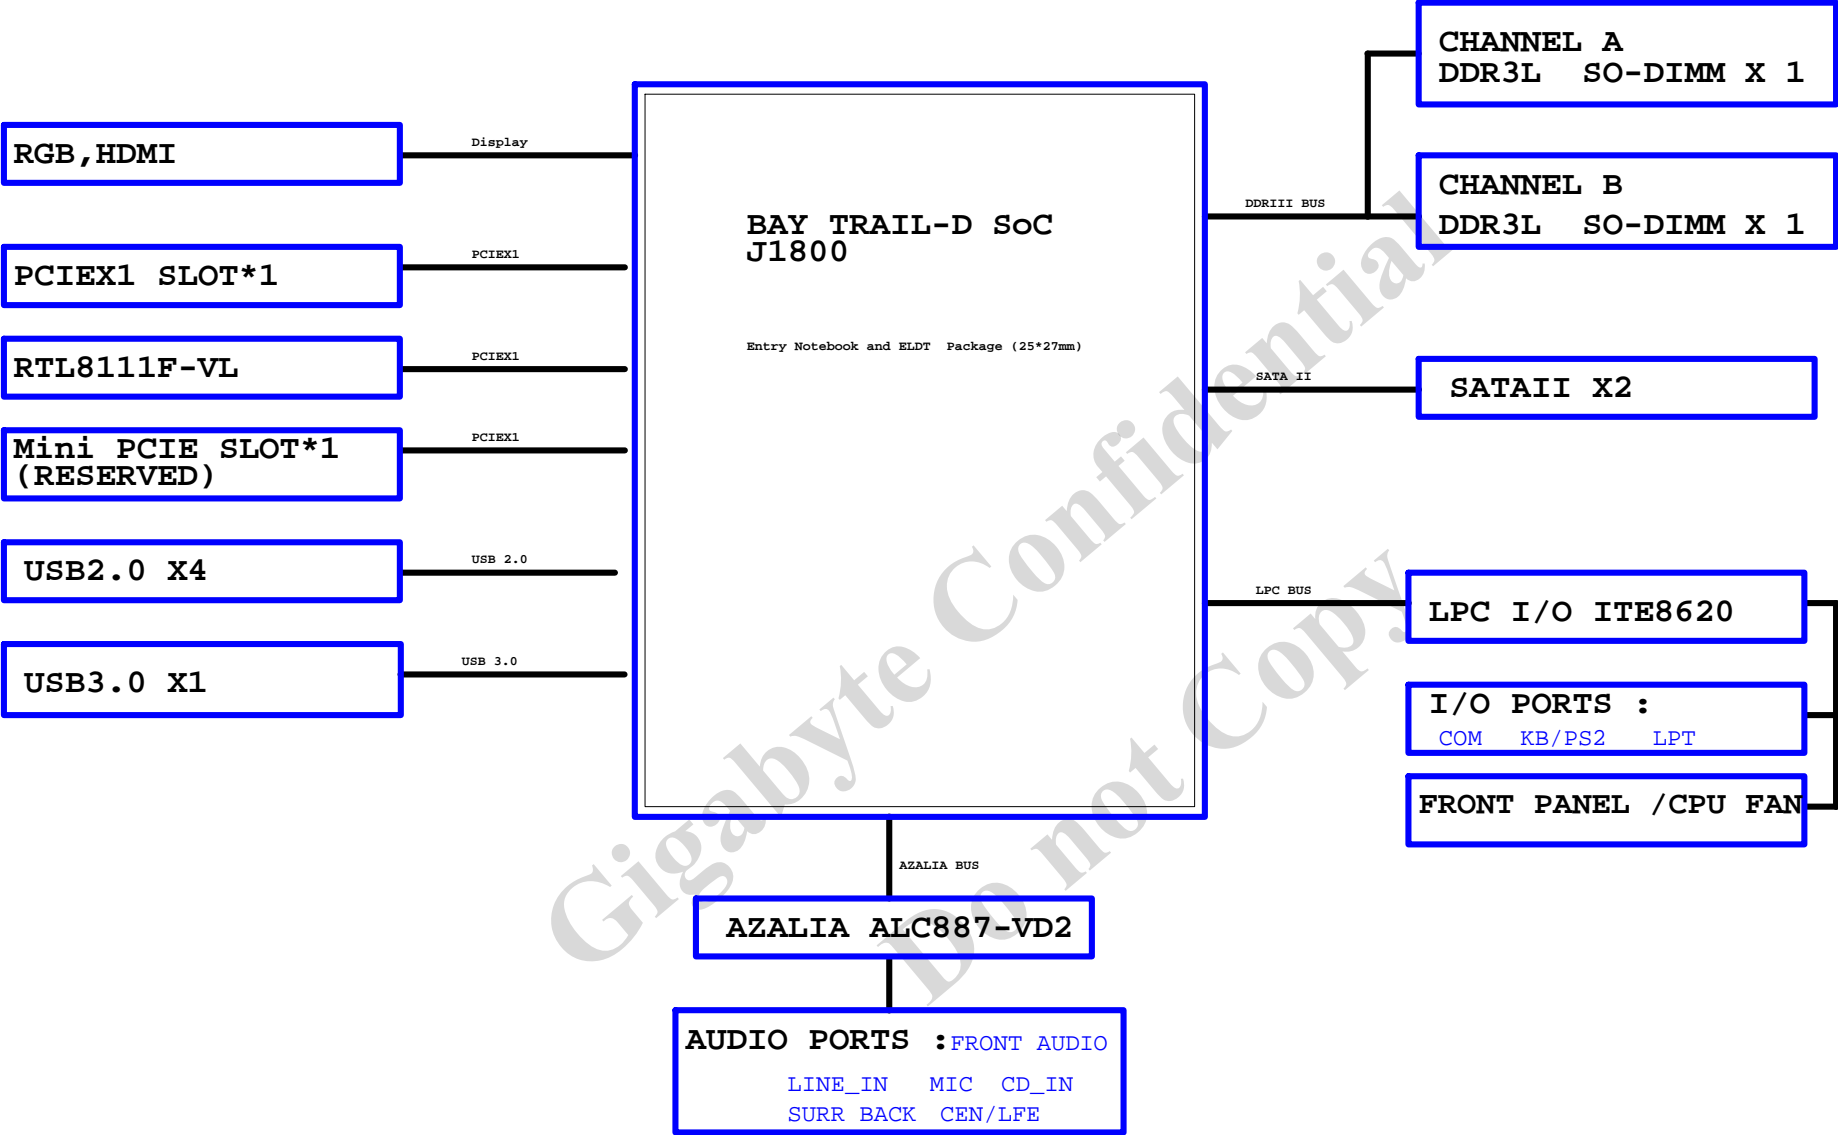 CHANNEL A
DDR3L SO-DIMM X 1
RGB,HDMI
Display
CHANNEL B
DDR3L SO-DIMM X 1
DDRIII BUS
BAY TRAIL-D SoC
J1800
PCIEX1 SLOT*1
PCIEX1
Entry Notebook and ELDT Package (25*27mm)
RTL8111F-VL
PCIEX1
SATA II
SATAII X2
Mini PCIE SLOT*1
(RESERVED)
PCIEX1
USB2.0 X4
USB 2.0
LPC BUS
LPC I/O ITE8620
USB3.0 X1
USB 3.0
I/O PORTS :
COM KB/PS2 LPT
FRONT PANEL /CPU FAN
AZALIA BUS
AZALIA ALC887-VD2
AUDIO PORTS :FRONT AUDIO
LINE_IN MIC CD_IN
SURR BACK CEN/LFE
Gigabyte Confidential
Do not Copy